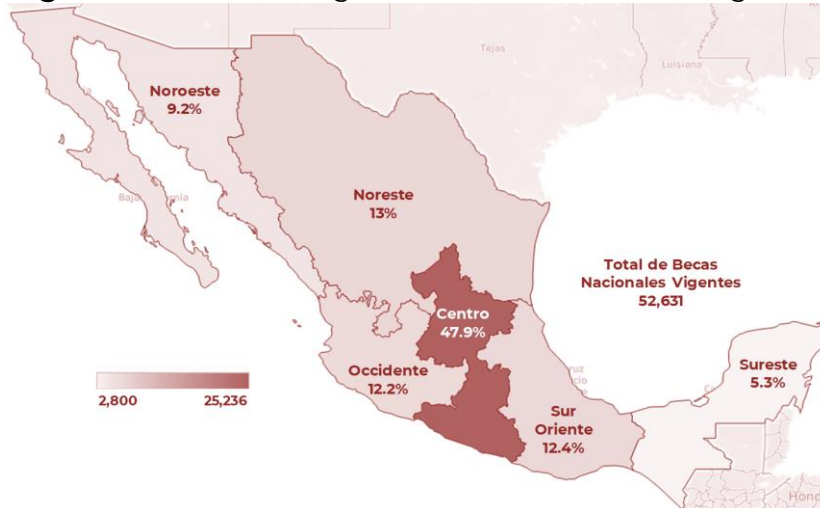 Tejas
Luisiana
Noroeste
9.2%
Noreste
13%
Total de Becas
Nacionales Vigentes
52,631
Centro
47.9%
Sureste
5.3%
Occidente
12.2%
2,800
25,236
Sur
Oriente
12.4%